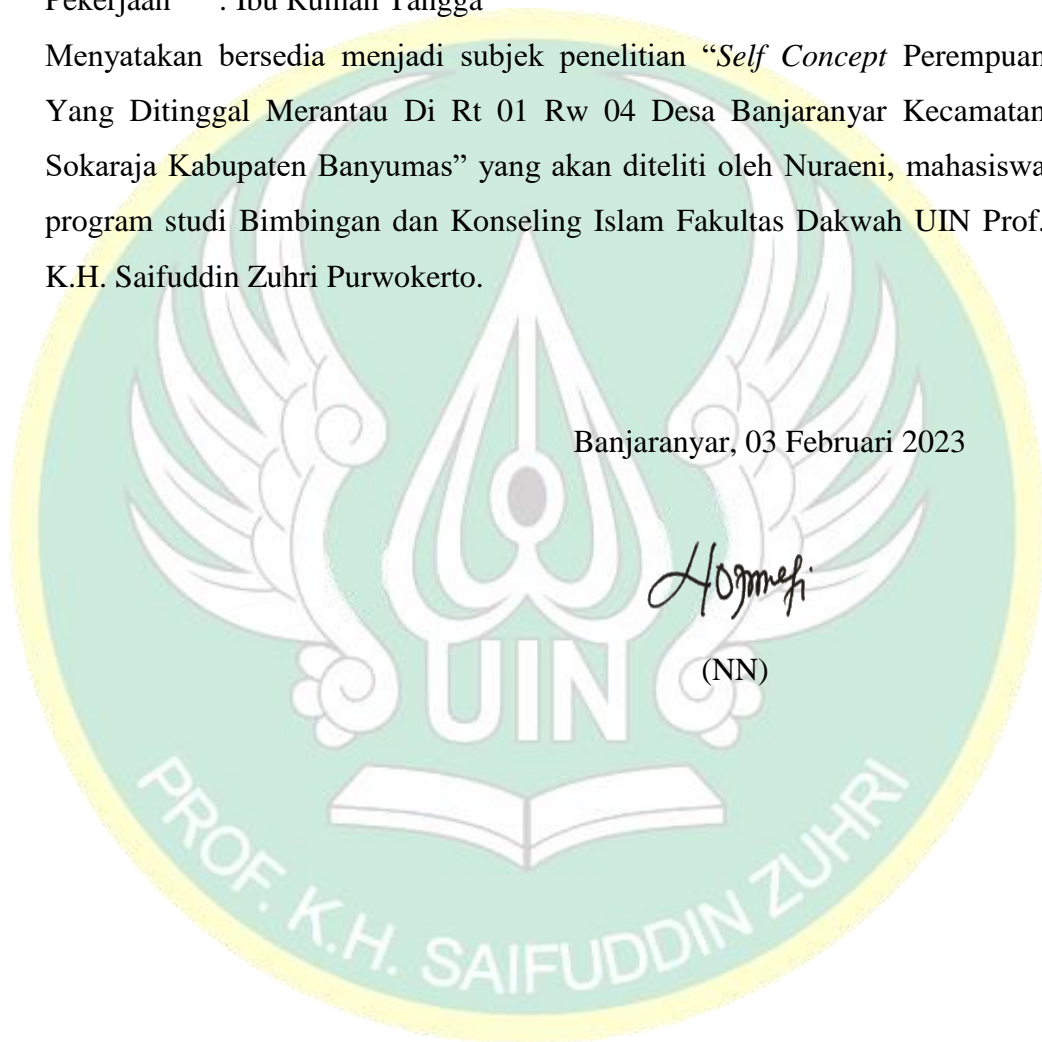 Pekerjaan : Ibu Rumah Tangga
Menyatakan bersedia menjadi subjek penelitian “Self Concept Perempuan
Yang Ditinggal Merantau Di Rt 01 Rw 04 Desa Banjaranyar Kecamatan
Sokaraja Kabupaten Banyumas” yang akan diteliti oleh Nuraeni, mahasiswa
program studi Bimbingan dan Konseling Islam Fakultas Dakwah UIN Prof.
K.H. Saifuddin Zuhri Purwokerto.
Banjaranyar, 03 Februari 2023
(NN)
UIN
PROF. K.H. SAIFUDDIN ZUHRI